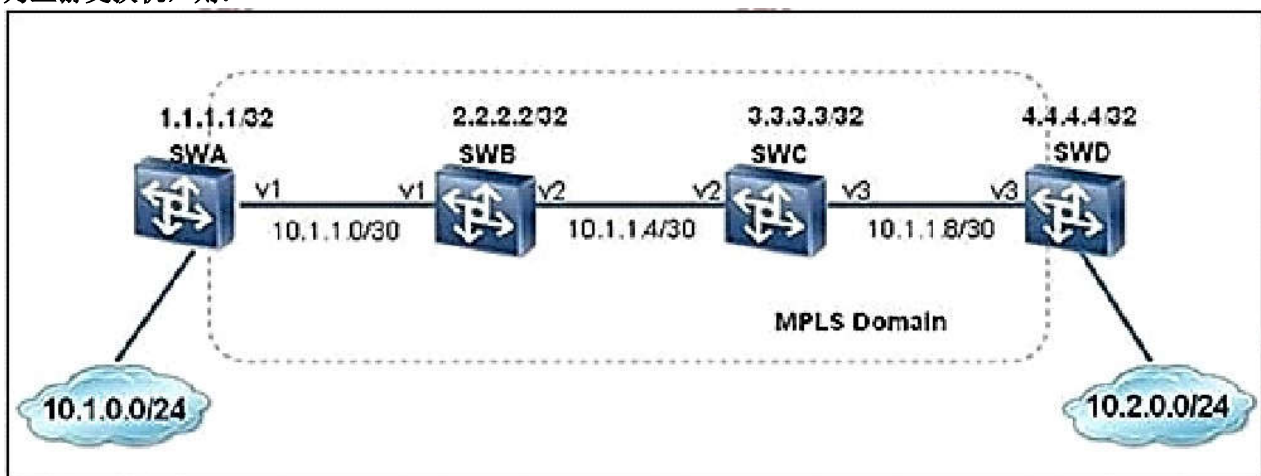 1.1.1.1/32
2.2.2.2/32
3.3.3.3/32
4.4.4.4/32
SWA
SWB
SWC
SWD
v1
v1
v2
v2
v3
v3
10.1.1.0/30
10.1.1.4/30
10.1.1.8/30
MPLS Domain
10.1.0.0/24
10.2.0.0/24